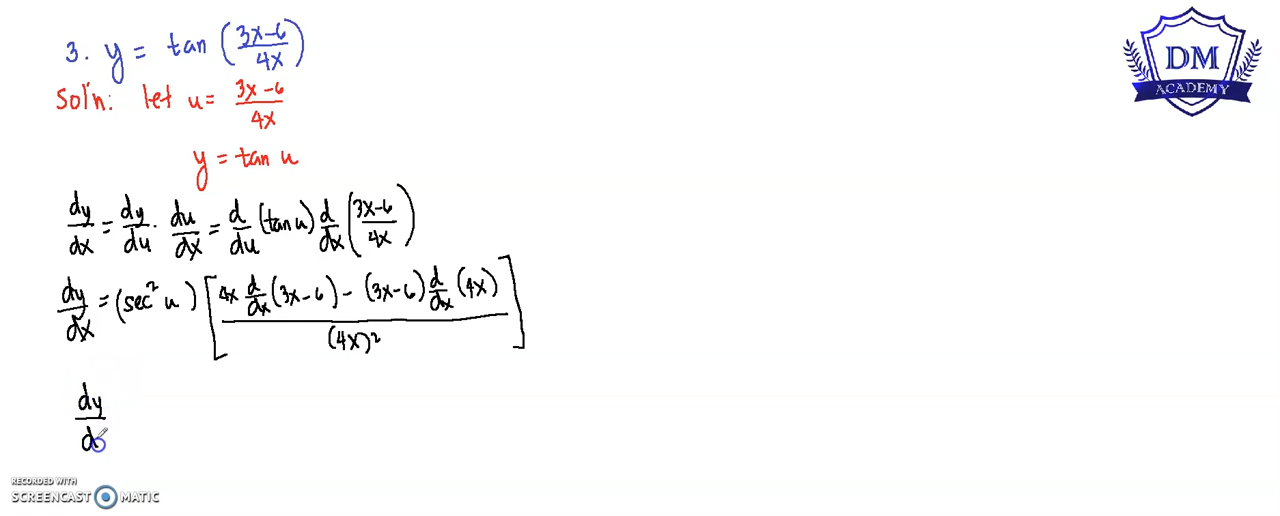 3. y = tan (3x-6/4x)
Sol'n: let u = 3x-6/4x
y = tan u
dy/dx = dy/du · du/dx = d/du (tan u) d/dx (3x-6/4x)
dy/dx = (sec² u) [4x d/dx (3x-6) - (3x-6) d/dx (4x) / (4x)²]
dy/d
DM
ACADEMY
RECORDED WITH
SCREENCAST MATIC